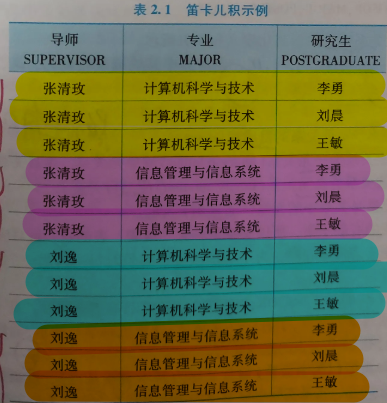 表 2.1 笛卡儿积示例
导师 专业 研究生
SUPERVISOR MAJOR POSTGRADUATE
张清玫 计算机科学与技术 李勇
张清玫 计算机科学与技术 刘晨
张清玫 计算机科学与技术 王敏
张清玫 信息管理与信息系统 李勇
张清玫 信息管理与信息系统 刘晨
张清玫 信息管理与信息系统 王敏
刘逸 计算机科学与技术 李勇
刘逸 计算机科学与技术 刘晨
刘逸 计算机科学与技术 王敏
刘逸 信息管理与信息系统 李勇
刘逸 信息管理与信息系统 刘晨
刘逸 信息管理与信息系统 王敏